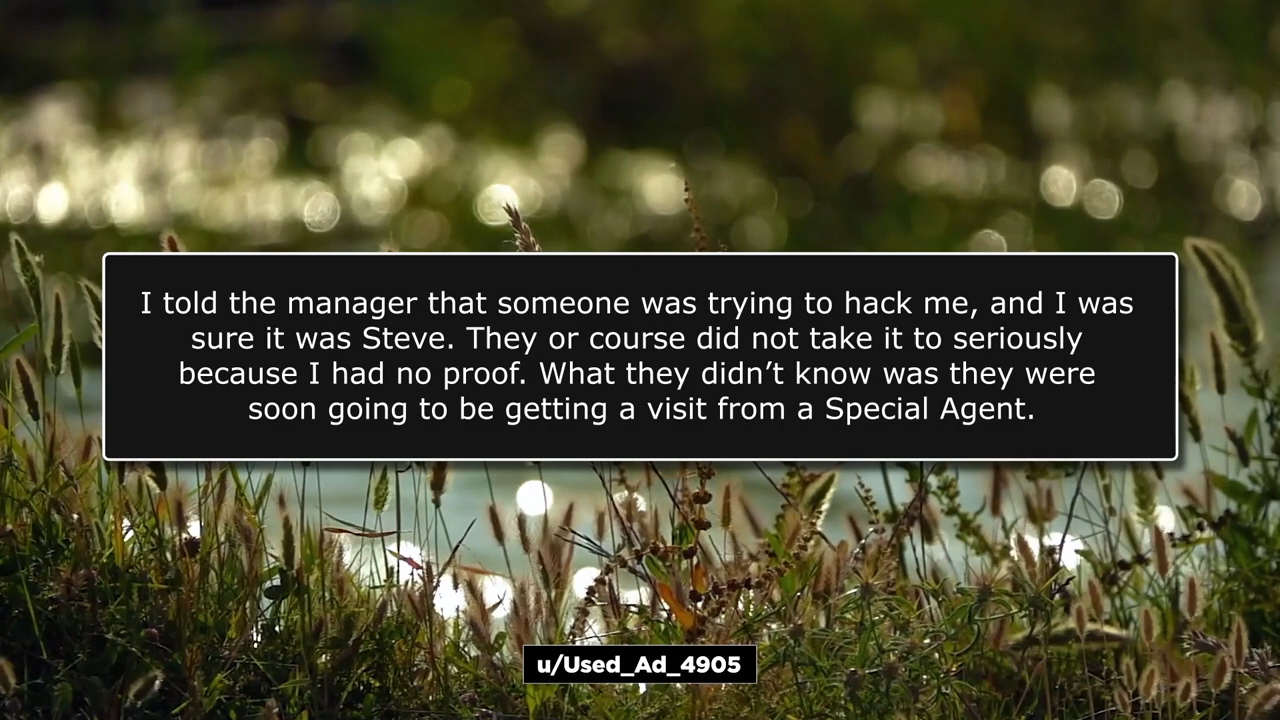 I told the manager that someone was trying to hack me, and I was
sure it was Steve. They or course did not take it to seriously
because I had no proof. What they didn’t know was they were
soon going to be getting a visit from a Special Agent.
u/Used_Ad_4905